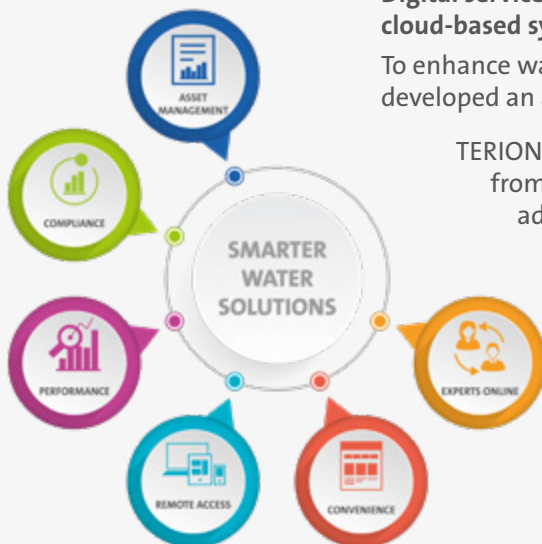 Digital service
cloud-based sy
To enhance wa
developed an
TERION
from
ad
ASSET
MANAGEMENT
COMPLIANCE
SMARTER
WATER
SOLUTIONS
PERFORMANCE
EXPERTS ONLINE
REMOTE ACCESS
CONVENIENCE